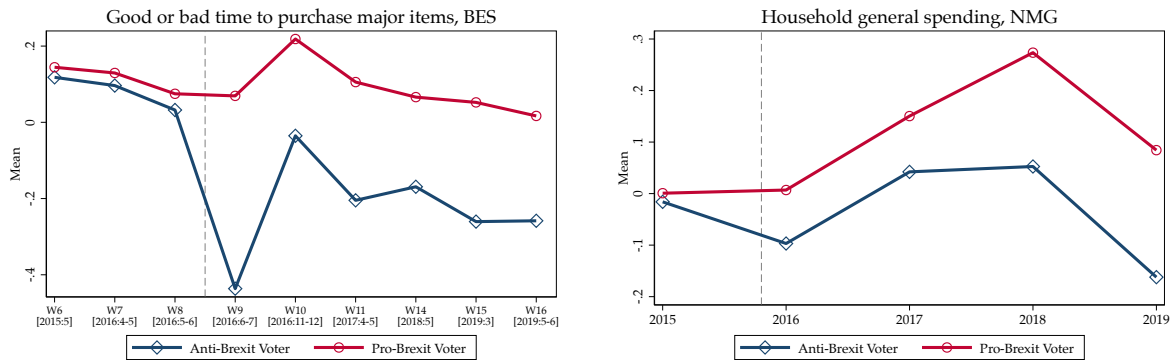 Good or bad time to purchase major items, BES
Mean
.2
0
-.2
-.4
W6 W7 W8 W9 W10 W11 W14 W15 W16
[2015:5] [2016:4-5] [2016:5-6] [2016:6-7] [2016:11-12] [2017:4-5] [2018:5] [2019:3] [2019:5-6]
Anti-Brexit Voter Pro-Brexit Voter
Household general spending, NMG
Mean
.3
.2
.1
0
-.1
-.2
2015 2016 2017 2018 2019
Anti-Brexit Voter Pro-Brexit Voter